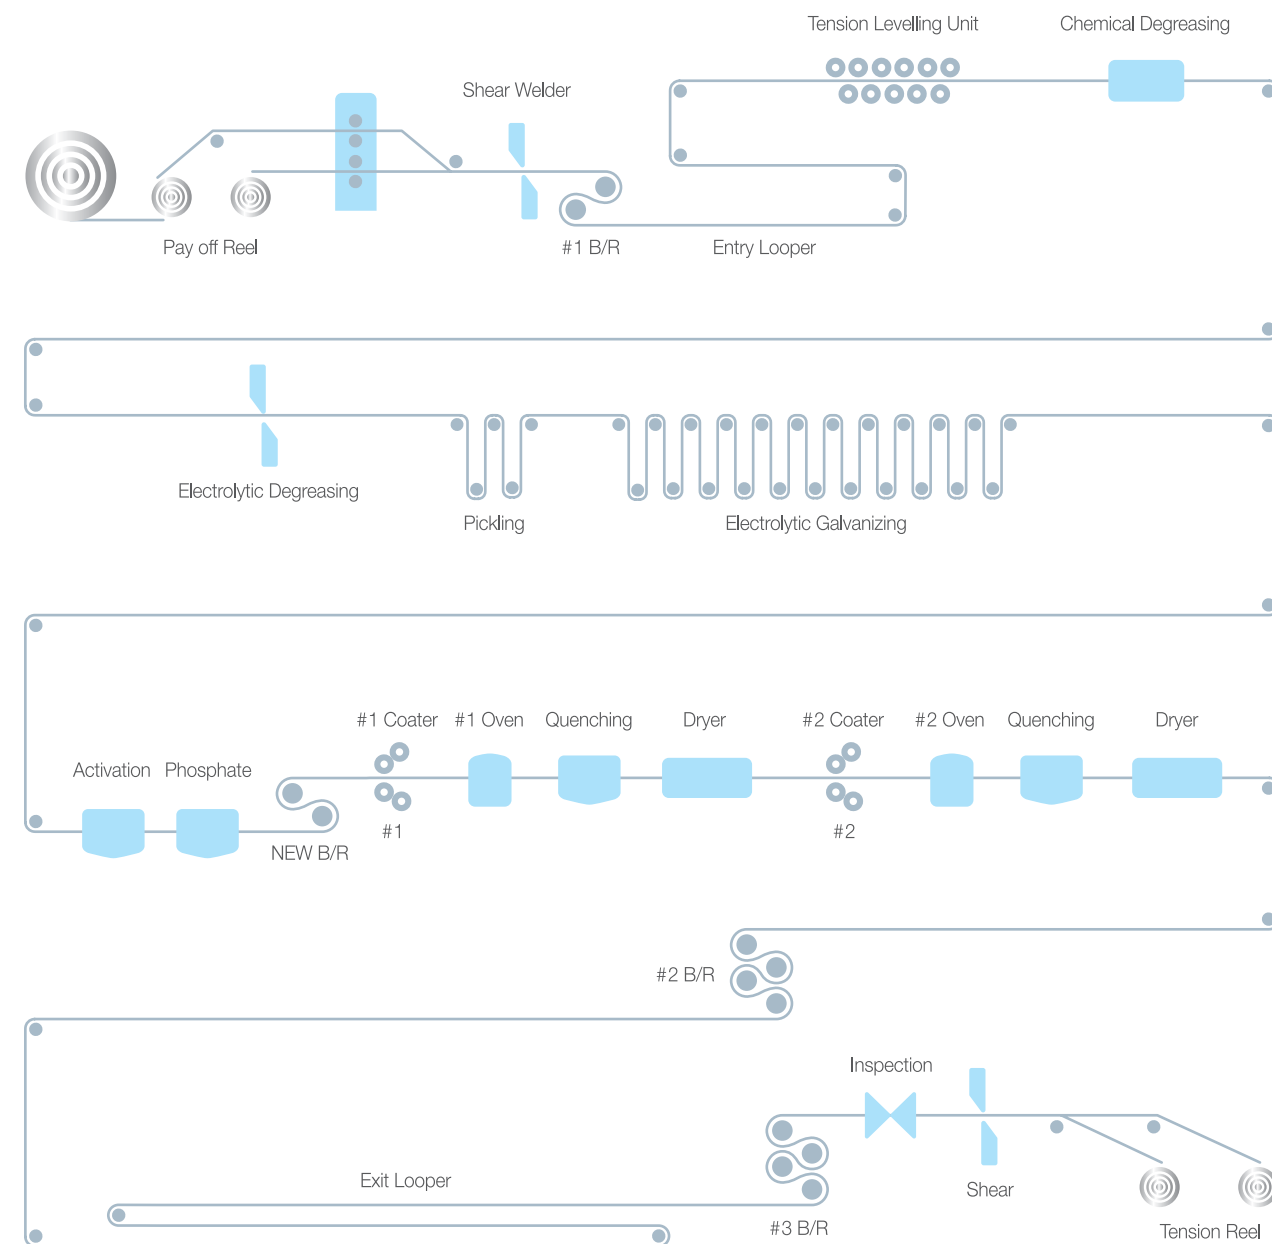 Tension Levelling Unit
Chemical Degreasing
Shear Welder
Pay off Reel
#1 B/R
Entry Looper
Electrolytic Degreasing
Pickling
Electrolytic Galvanizing
#1 Coater
#1 Oven
Quenching
Dryer
#2 Coater
#2 Oven
Quenching
Dryer
Activation
Phosphate
#1
#2
NEW B/R
#2 B/R
Inspection
Exit Looper
Shear
#3 B/R
Tension Reel